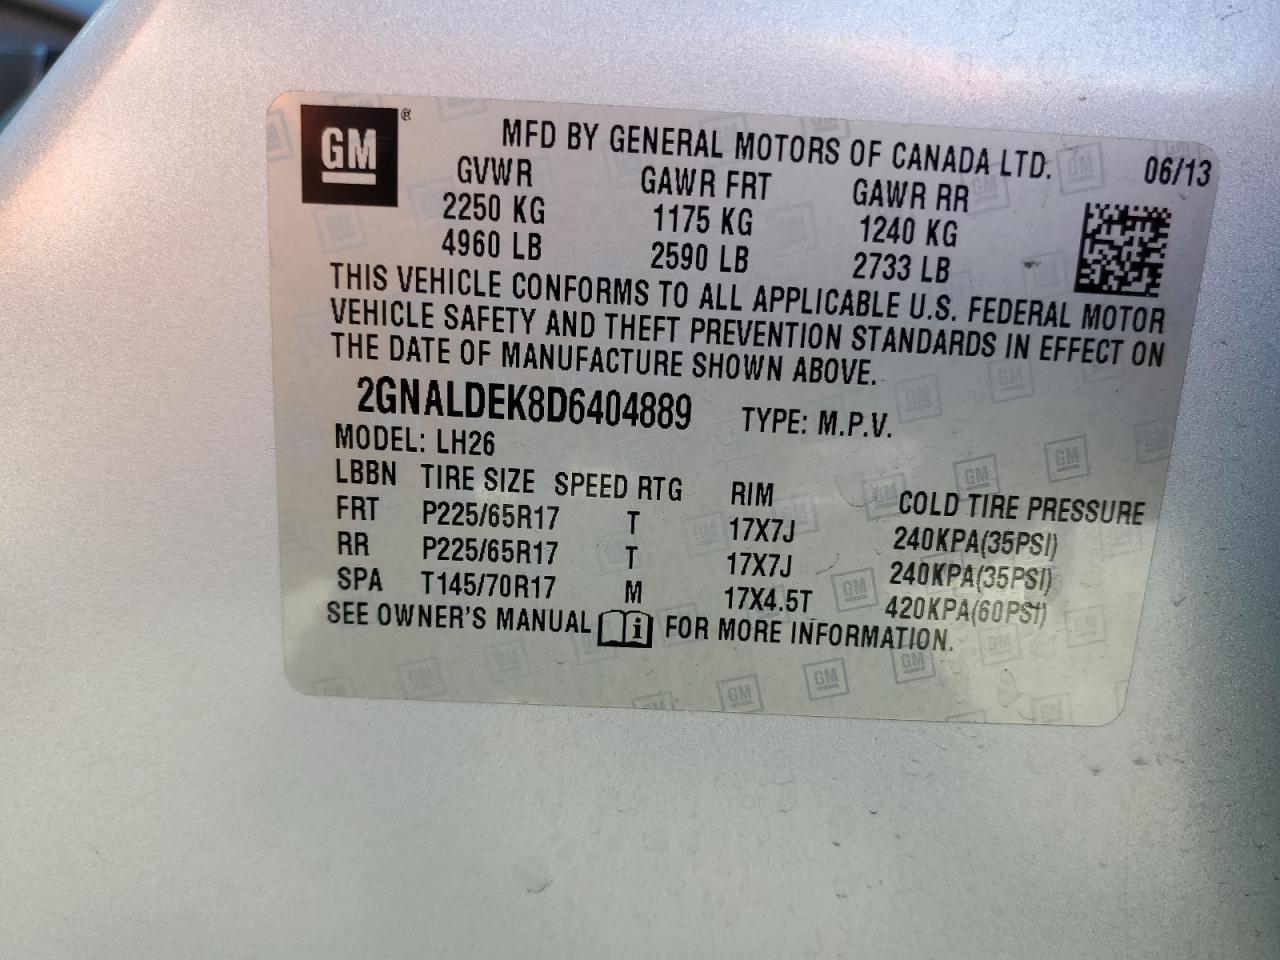 GM ® MFD BY GENERAL MOTORS OF CANADA LTD. 06/13
GVWR GAWR FRT GAWR RR
2250 KG 1175 KG 1240 KG
4960 LB 2590 LB 2733 LB
THIS VEHICLE CONFORMS TO ALL APPLICABLE U.S. FEDERAL MOTOR
VEHICLE SAFETY AND THEFT PREVENTION STANDARDS IN EFFECT ON
THE DATE OF MANUFACTURE SHOWN ABOVE.
2GNALDEK8D6404889 TYPE: M.P.V.
MODEL: LH26
LBBN TIRE SIZE SPEED RTG RIM COLD TIRE PRESSURE
FRT P225/65R17 T 17X7J 240KPA(35PSI)
RR P225/65R17 T 17X7J 240KPA(35PSI)
SPA T145/70R17 M 17X4.5T 420KPA(60PSI)
SEE OWNER'S MANUAL i FOR MORE INFORMATION.